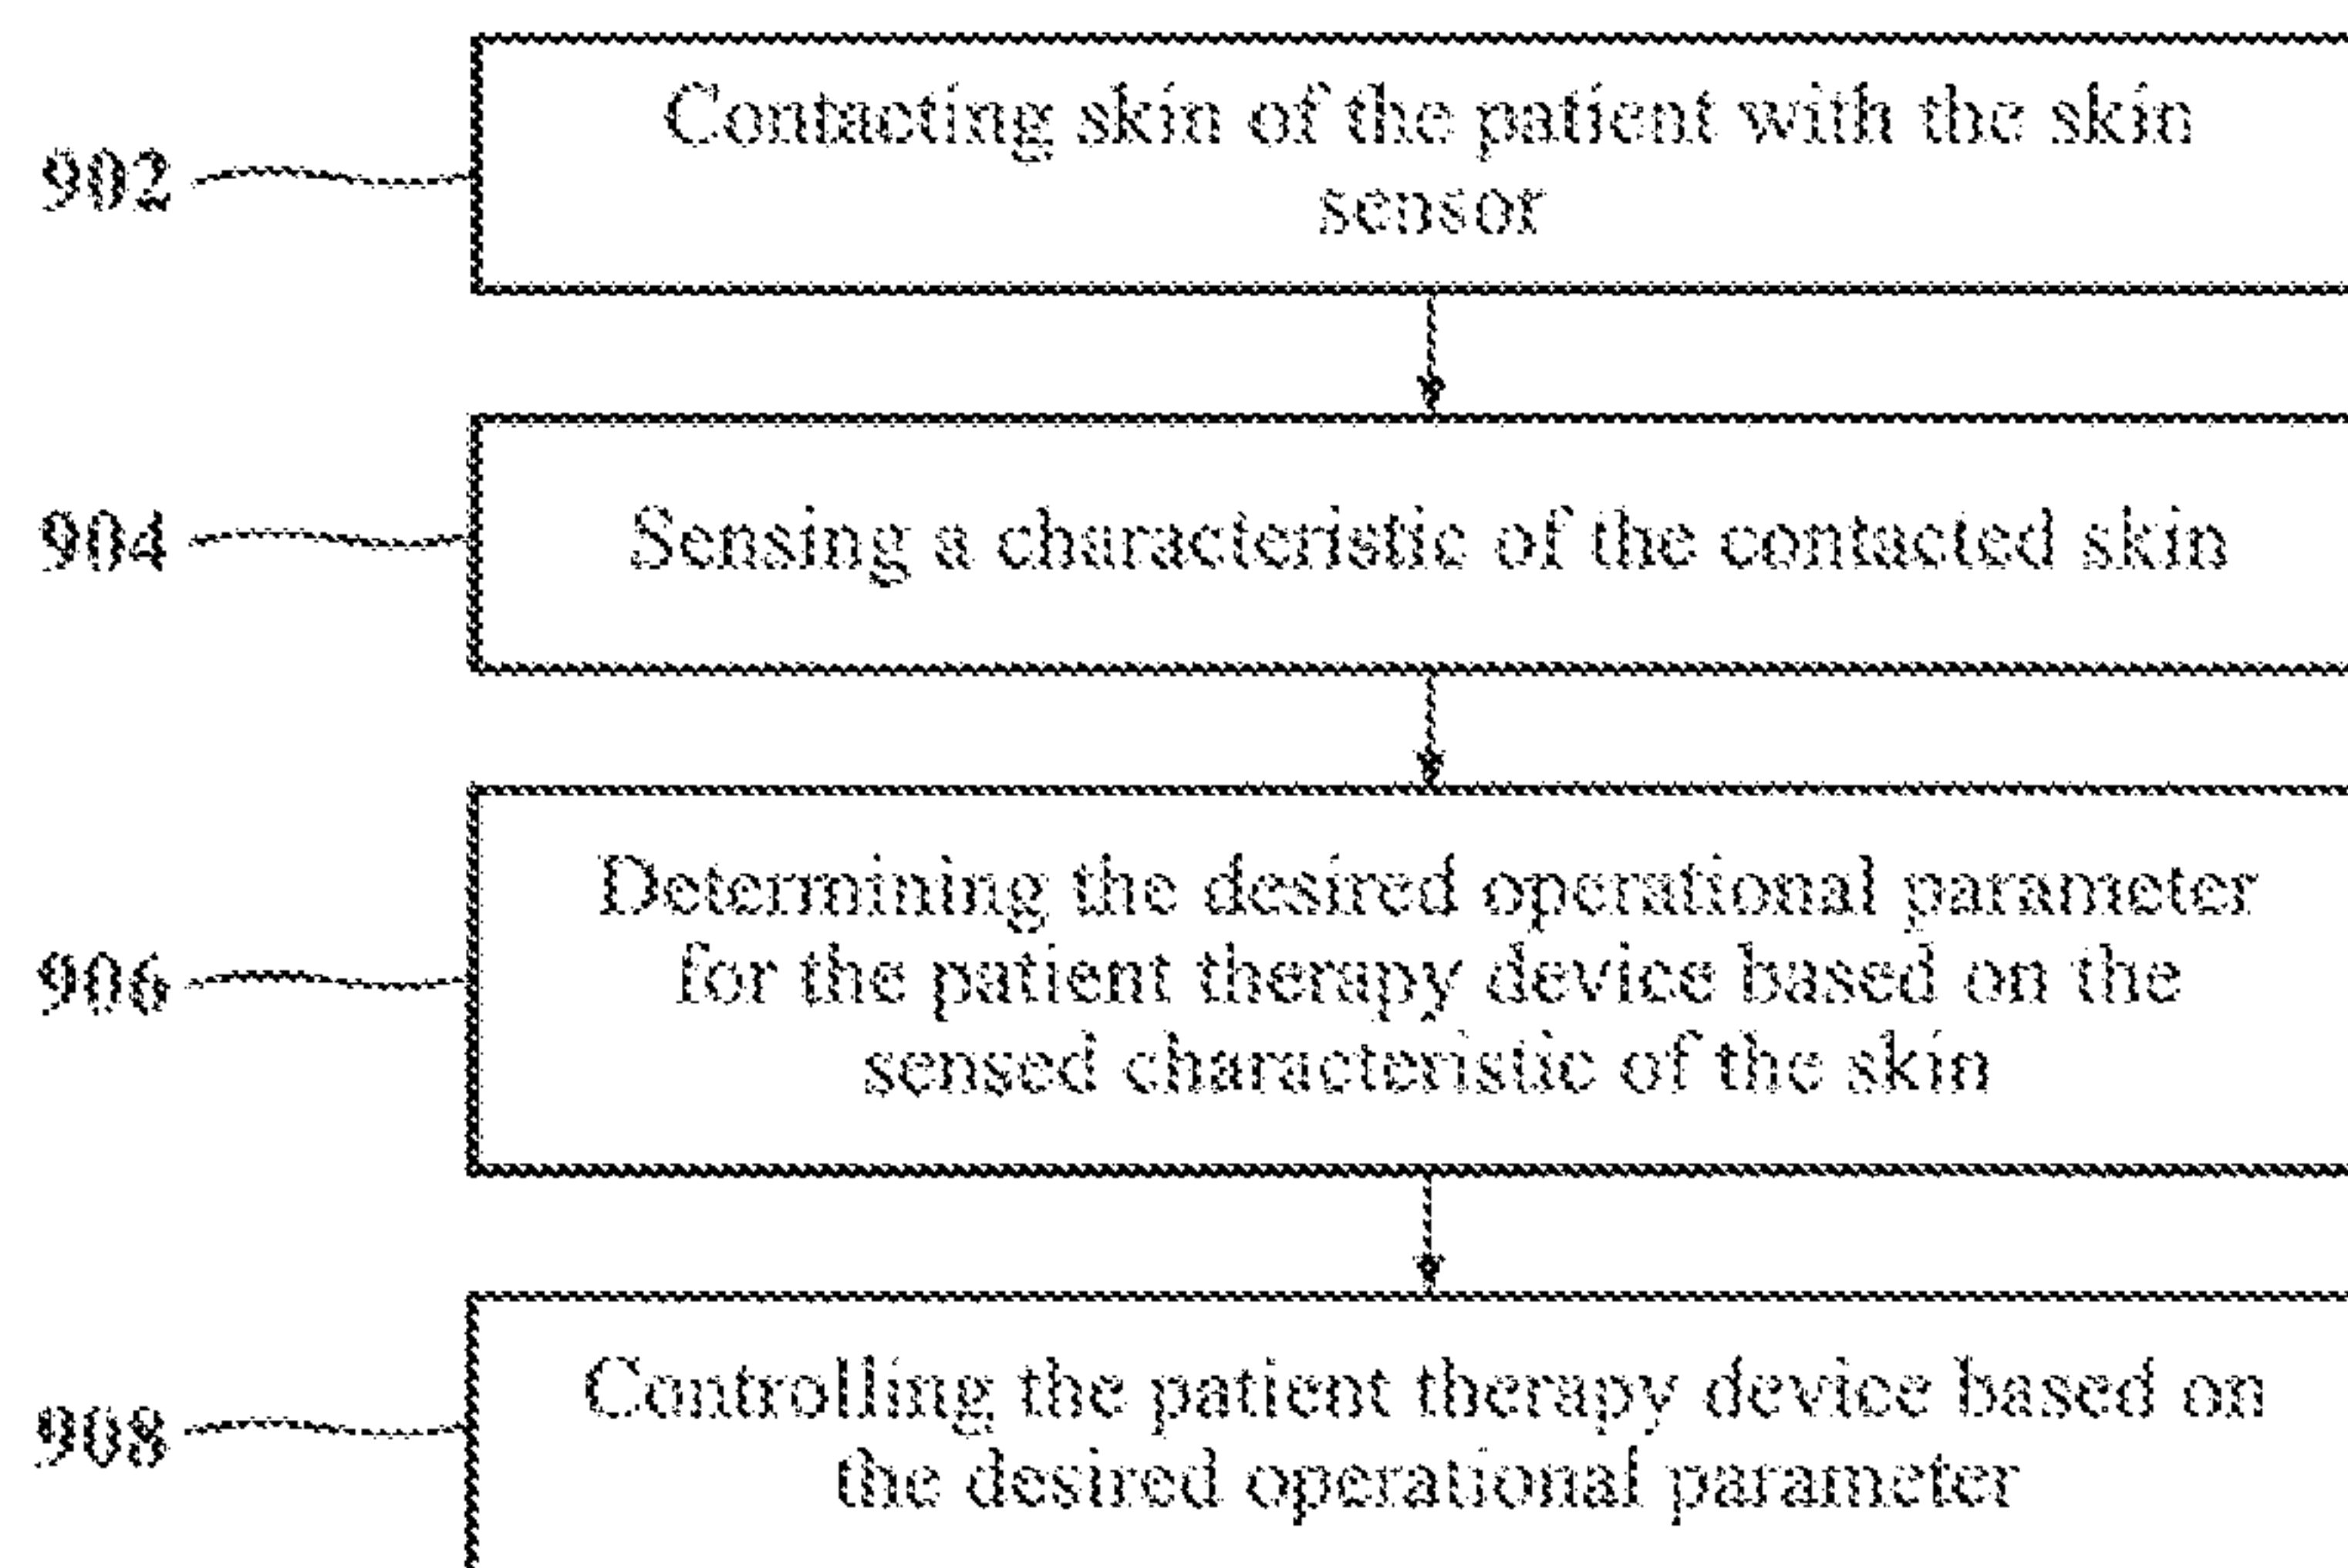 902
Contacting skin of the patient with the skin
sensor
904
Sensing a characteristic of the contacted skin
906
Determining the desired operational parameter
for the patient therapy device based on the
sensed characteristic of the skin
908
Controlling the patient therapy device based on
the desired operational parameter